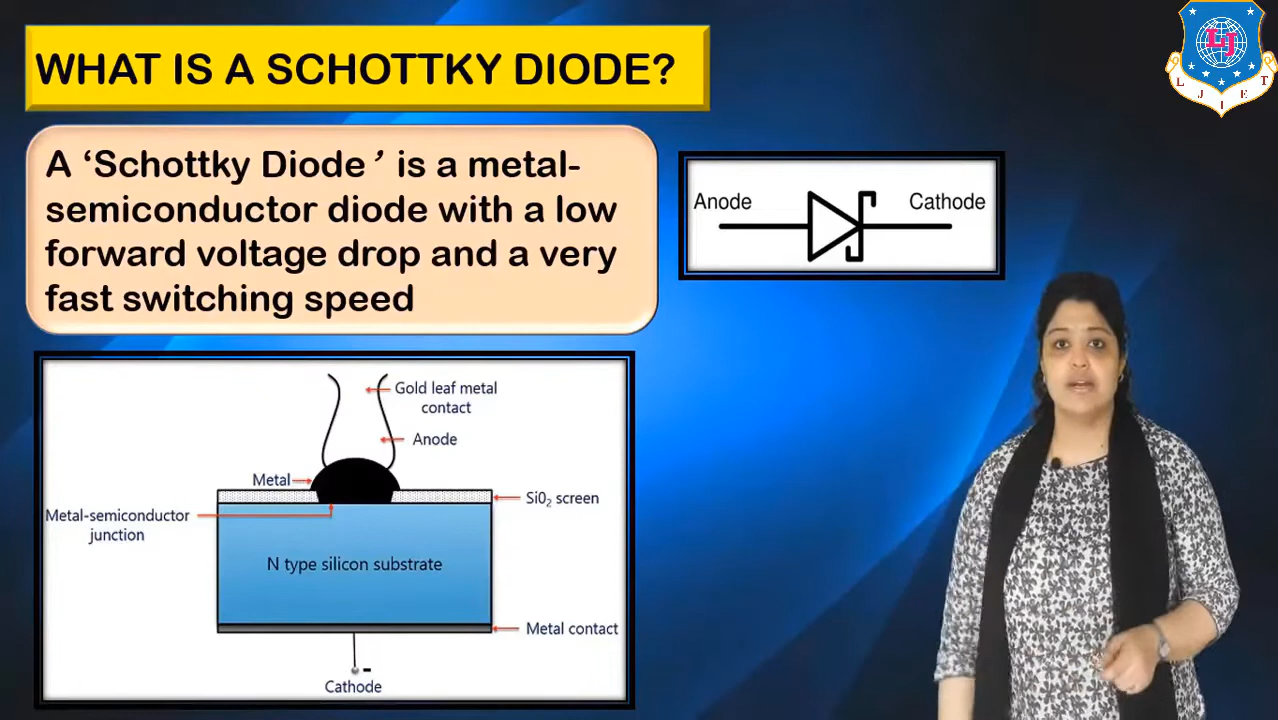 WHAT IS A SCHOTTKY DIODE?
LJ
L J I E T
A ‘Schottky Diode’ is a metal-
semiconductor diode with a low
forward voltage drop and a very
fast switching speed
Anode
Cathode
Gold leaf metal
contact
Anode
Metal
Si0₂ screen
Metal-semiconductor
junction
N type silicon substrate
Metal contact
-
Cathode